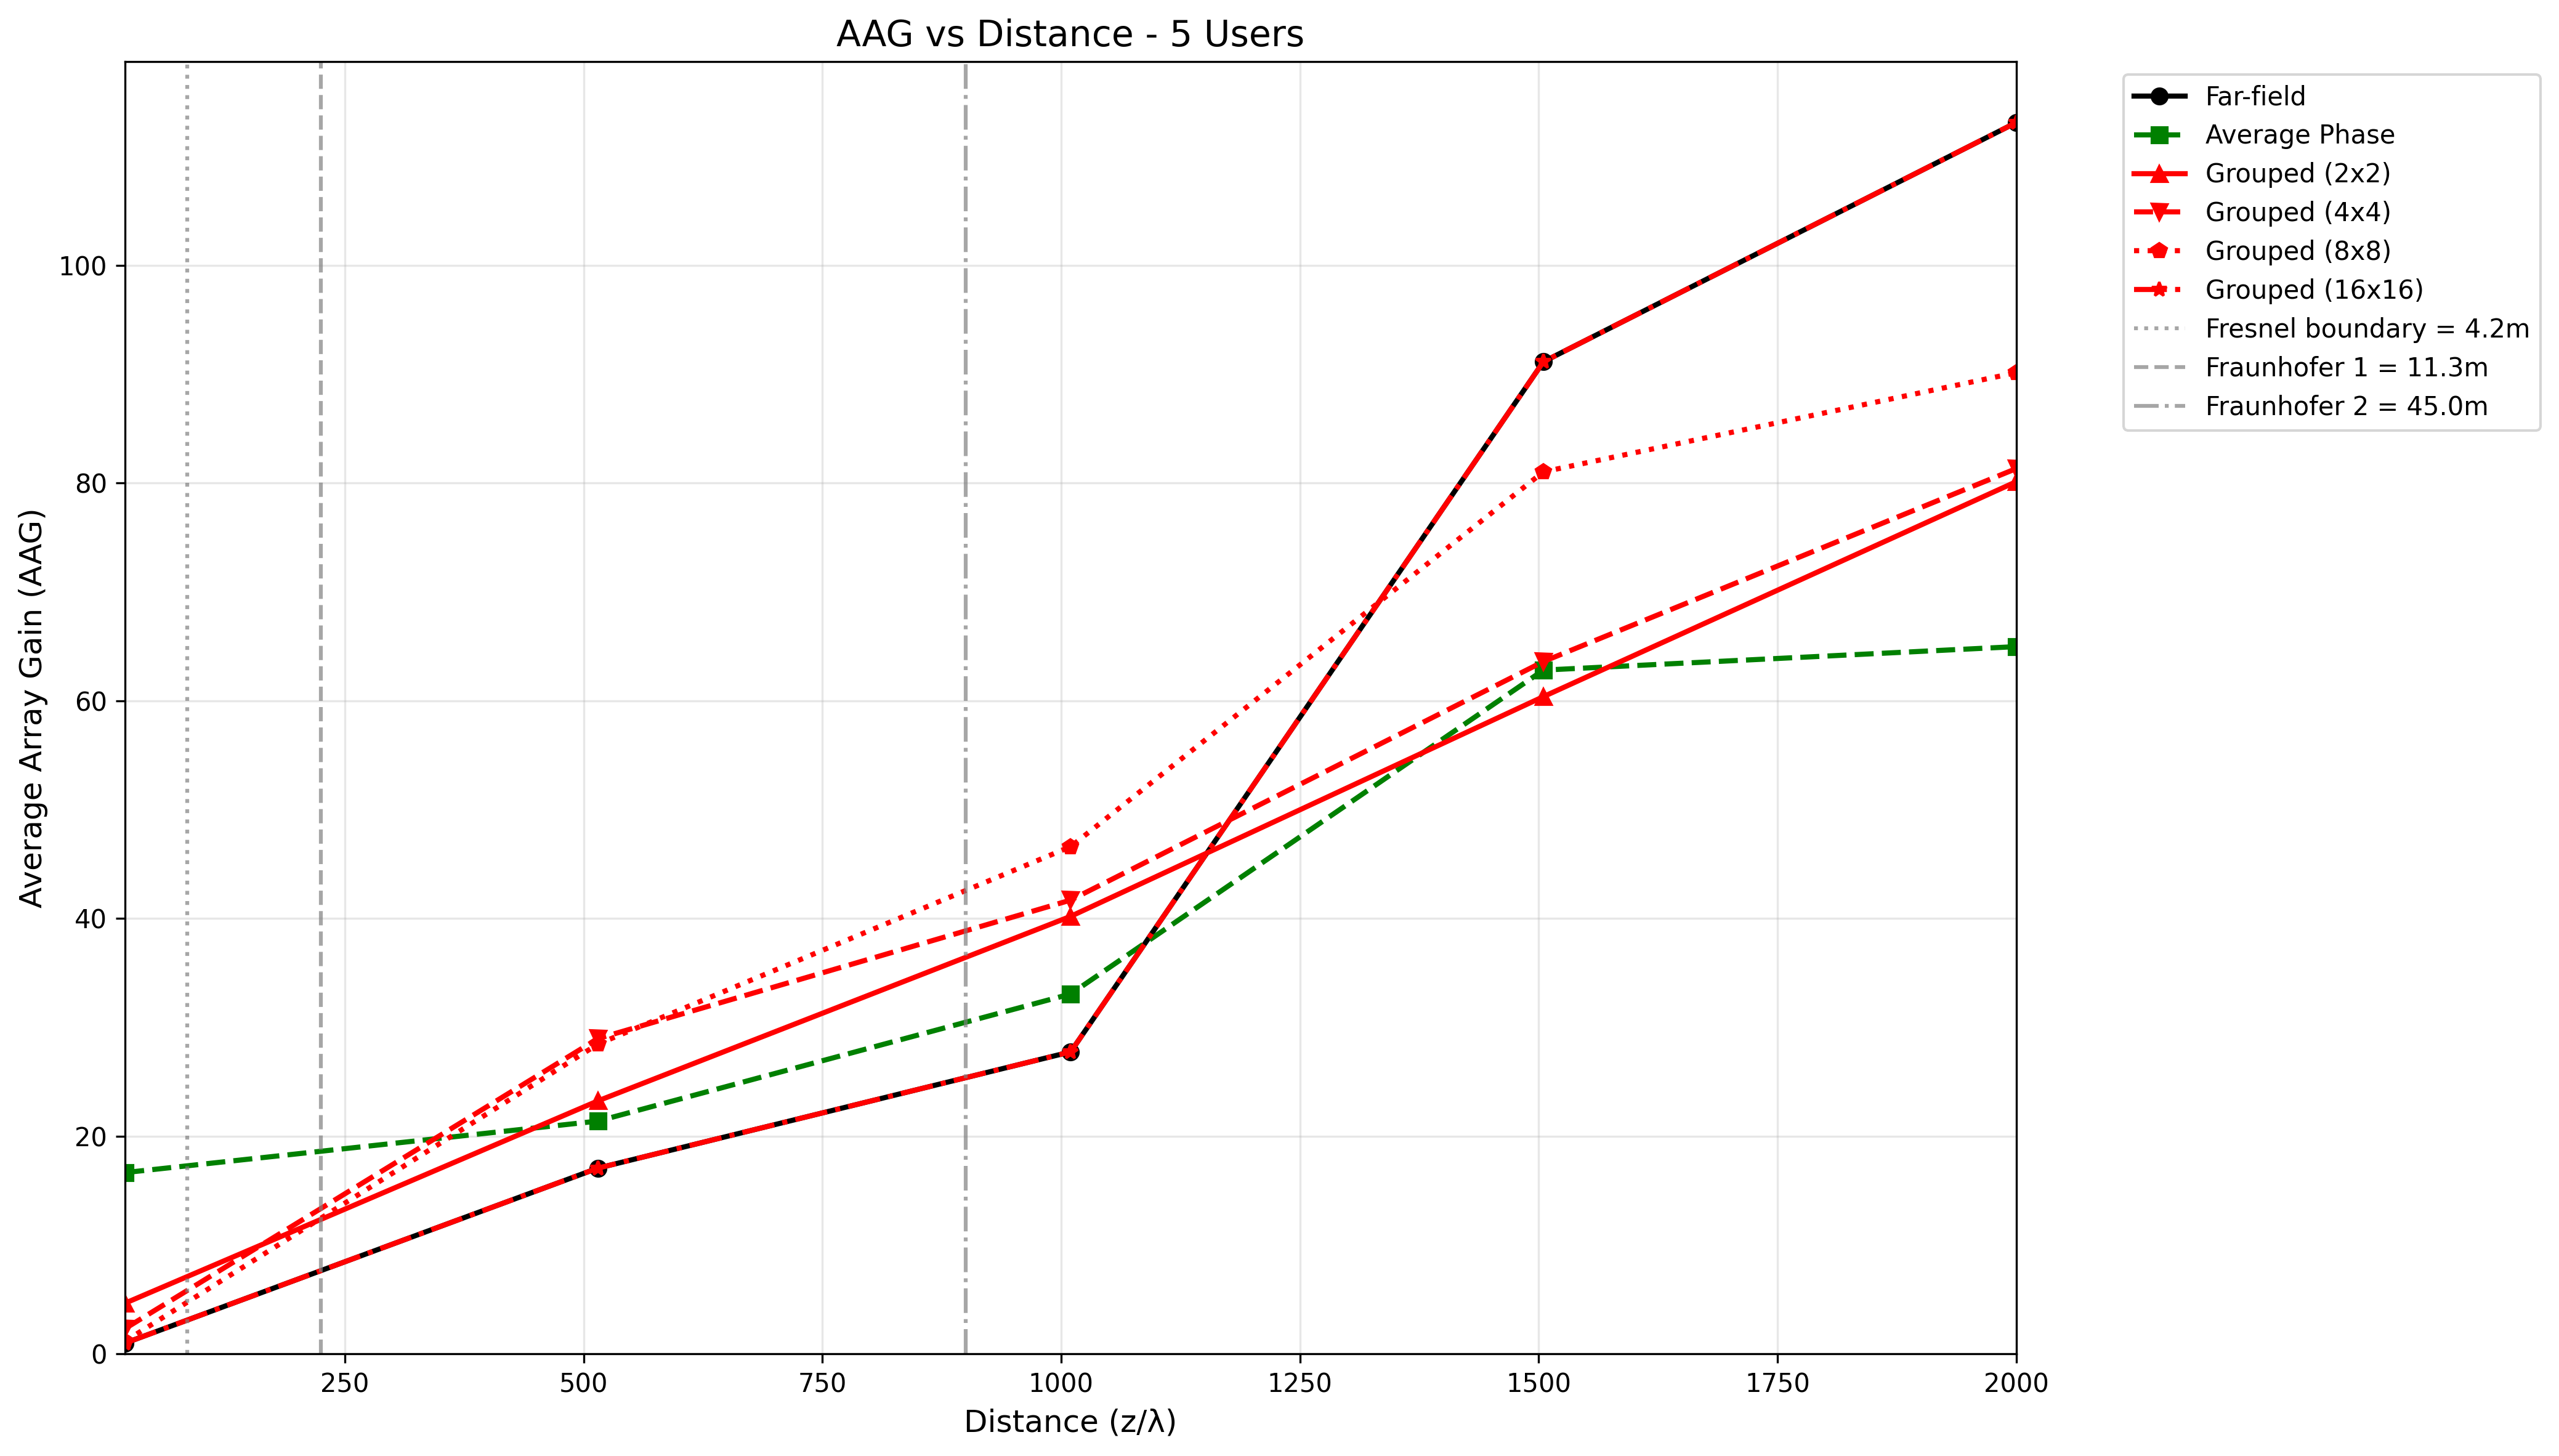 AAG vs Distance - 5 Users
Average Array Gain (AAG)
100
80
60
40
20
0
250
500
750
1000
1250
1500
1750
2000
Distance (z/λ)
Far-field
Average Phase
Grouped (2x2)
Grouped (4x4)
Grouped (8x8)
Grouped (16x16)
Fresnel boundary = 4.2m
Fraunhofer 1 = 11.3m
Fraunhofer 2 = 45.0m